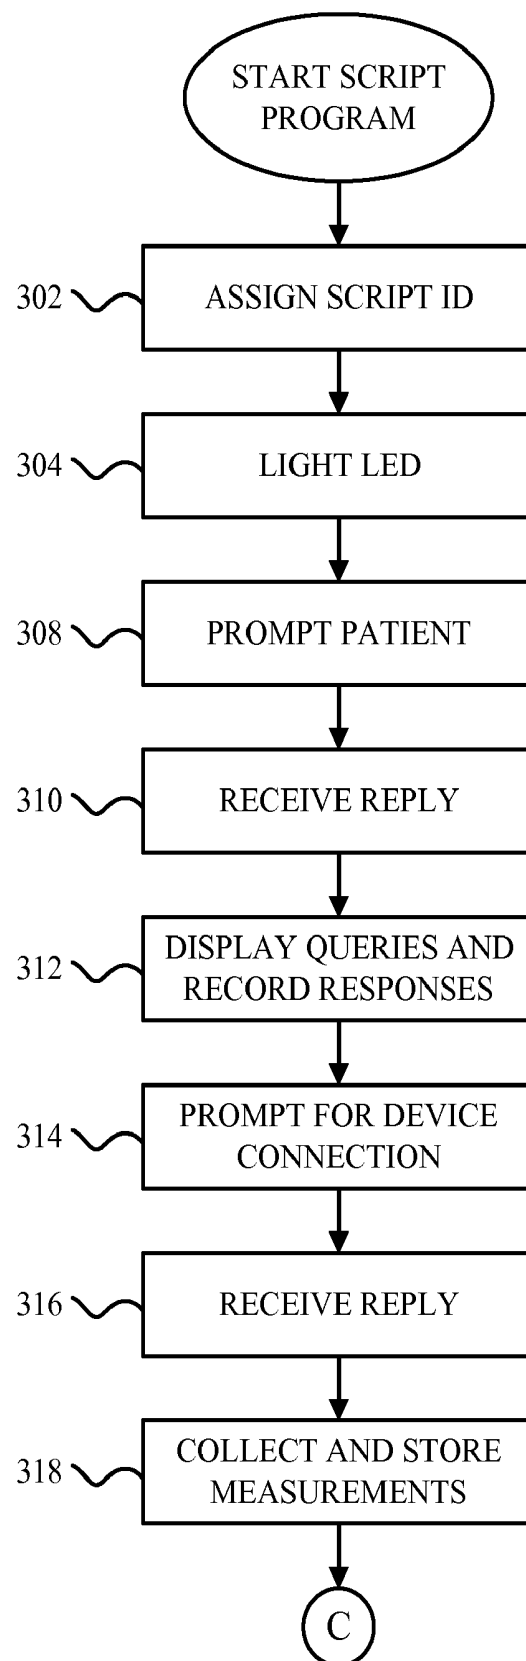 START SCRIPT
PROGRAM
302
ASSIGN SCRIPT ID
304
LIGHT LED
308
PROMPT PATIENT
310
RECEIVE REPLY
312
DISPLAY QUERIES AND
RECORD RESPONSES
314
PROMPT FOR DEVICE
CONNECTION
316
RECEIVE REPLY
318
COLLECT AND STORE
MEASUREMENTS
C